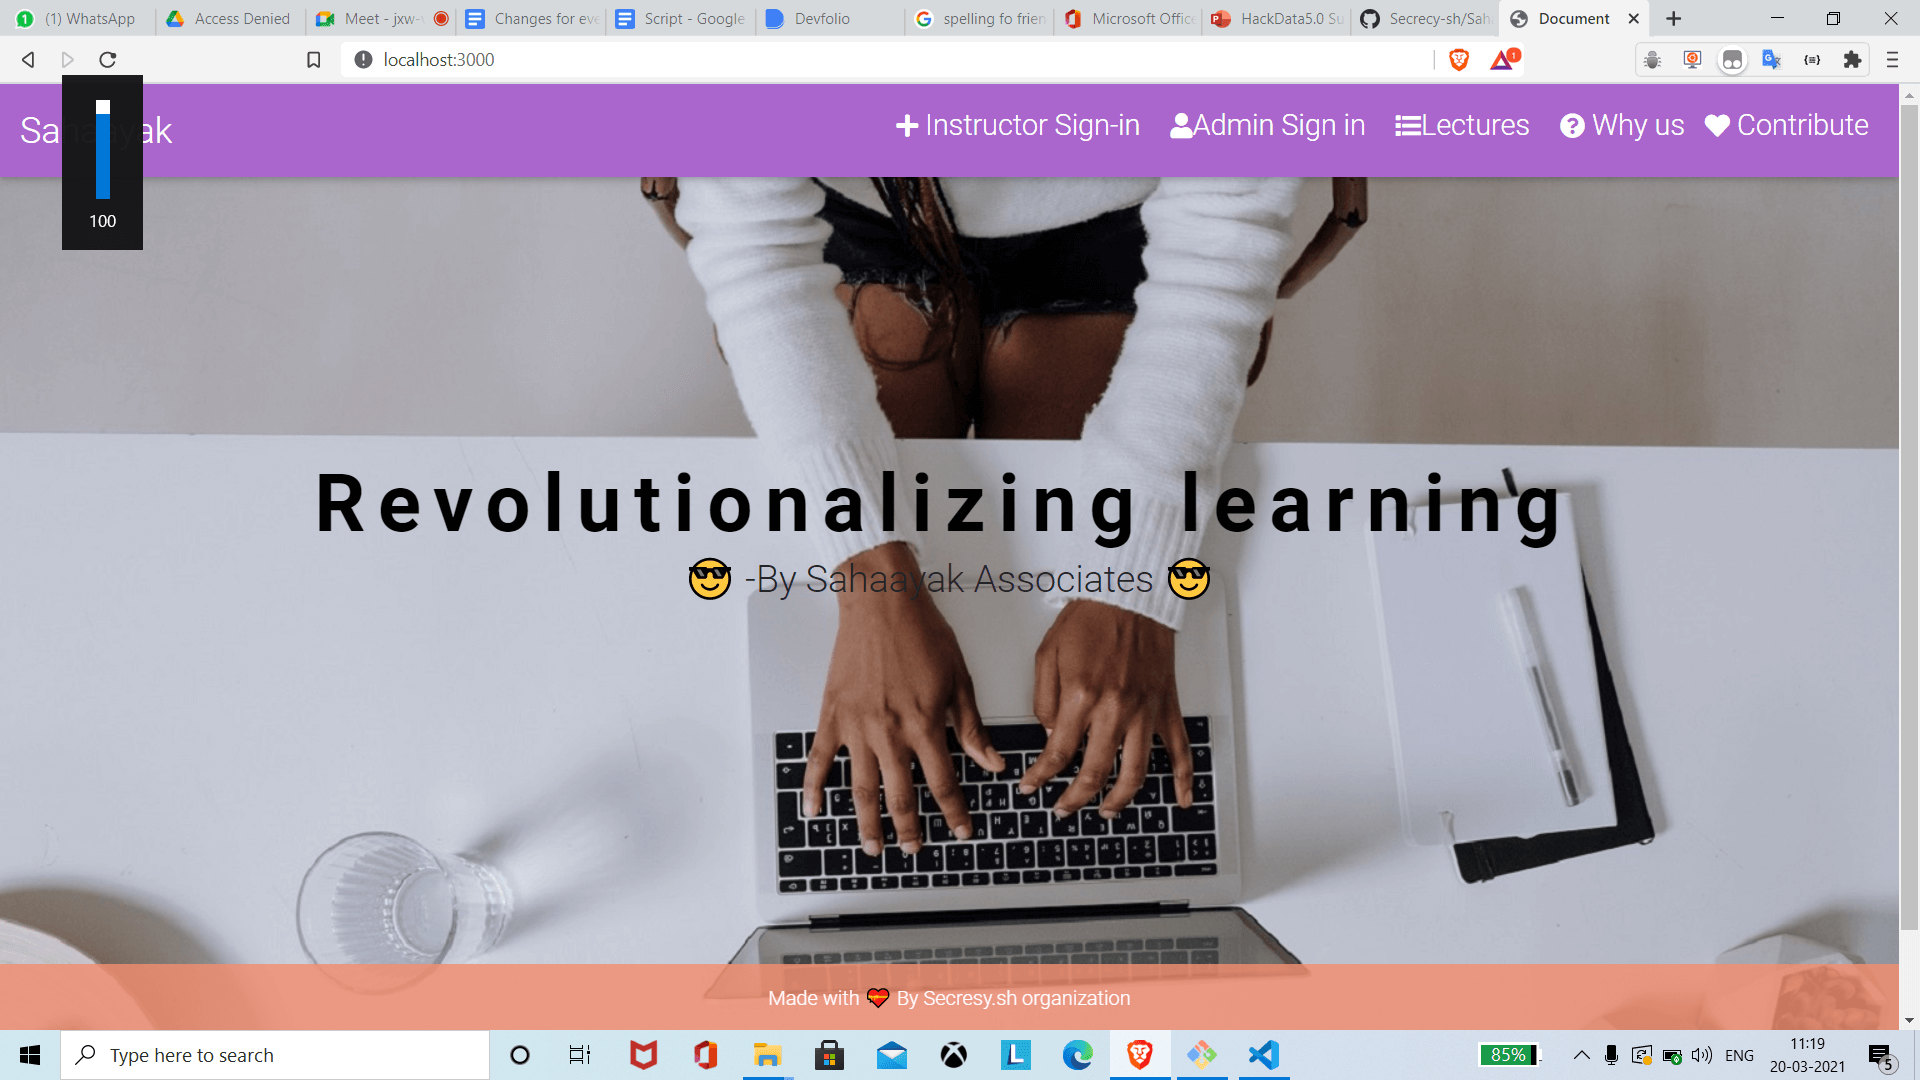 (1) WhatsApp
Access Denied
Meet - jxw-
Changes for eve
Script - Google
Devfolio
spelling fo frien
Microsoft Office
HackData5.0 Su
Secrecy-sh/Sah
Document
localhost:3000
1
Sahaayak
Instructor Sign-in
Admin Sign in
Lectures
Why us
Contribute
100
Revolutionalizing learning
-By Sahaayak Associates
Made with By Secresy.sh organization
Type here to search
85%
ENG
11:19
20-03-2021
5